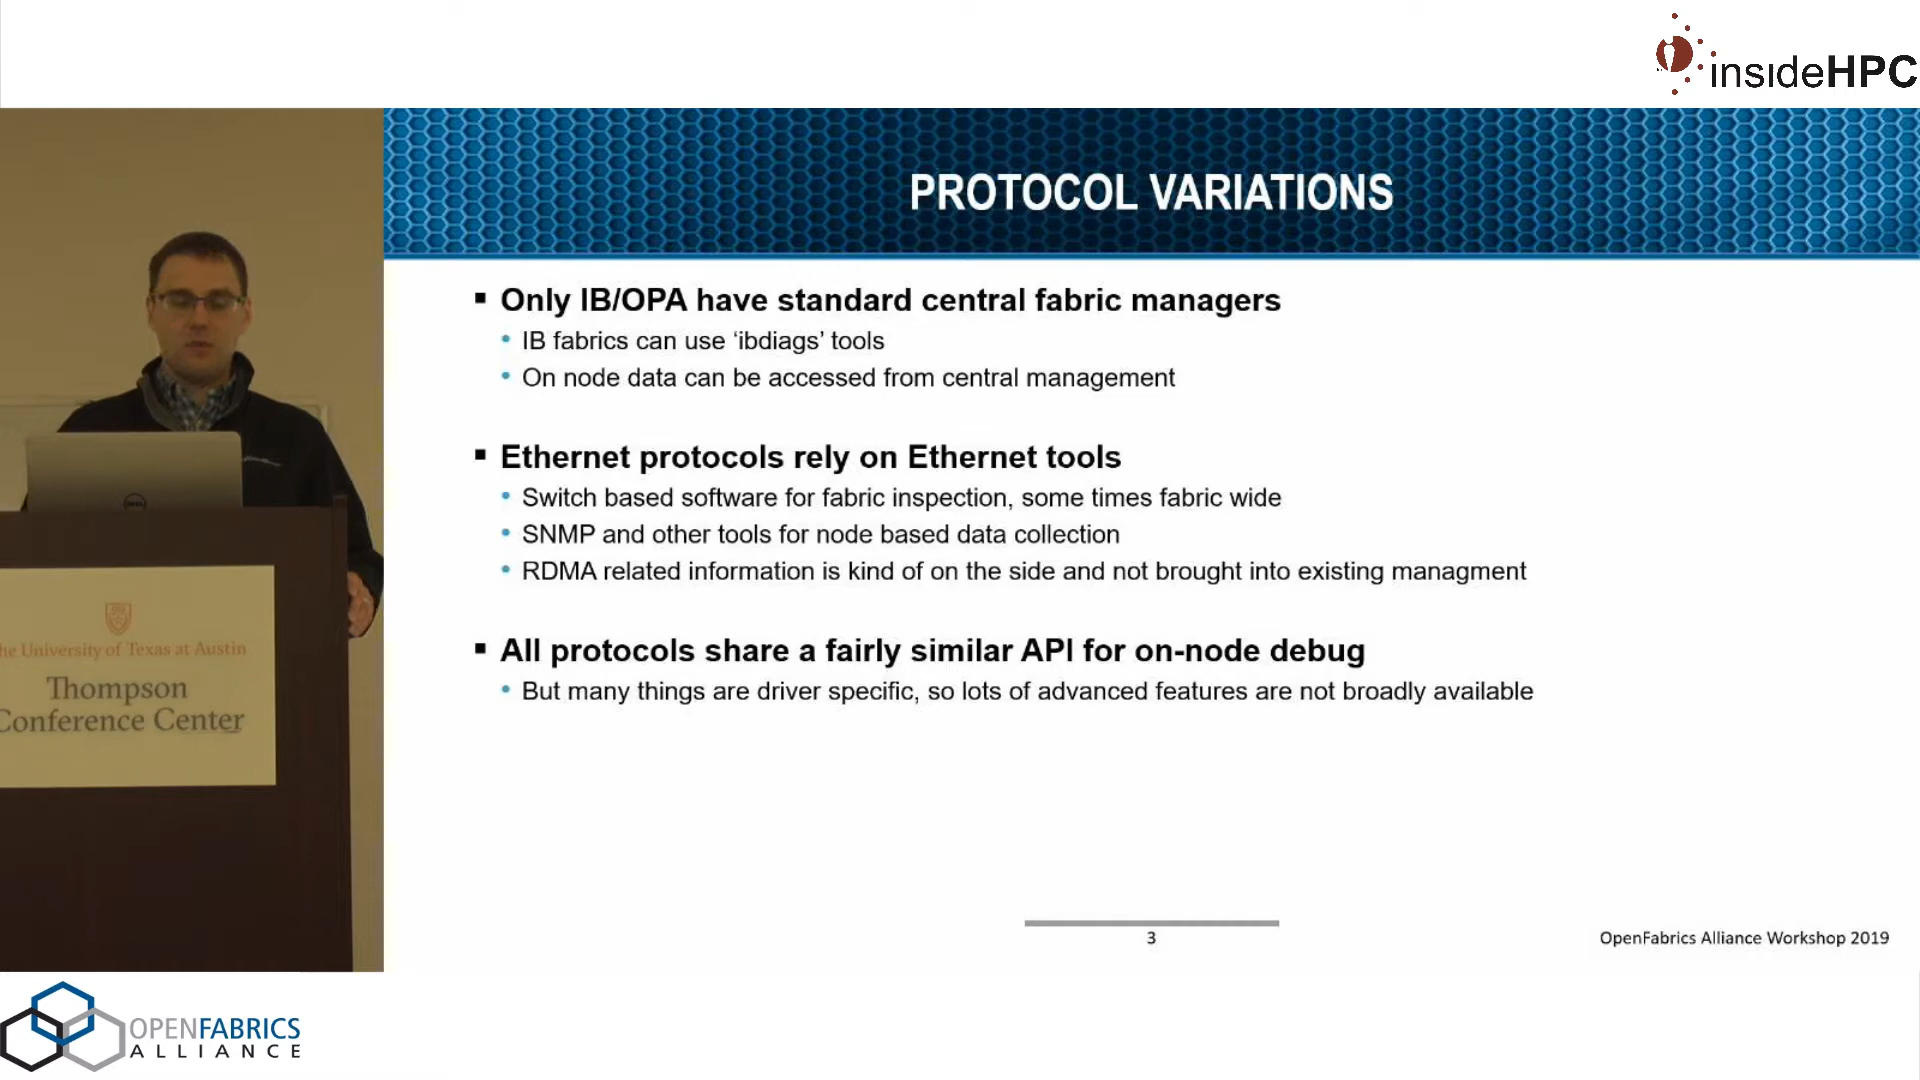 insideHPC
PROTOCOL VARIATIONS
Only IB/OPA have standard central fabric managers
IB fabrics can use ‘ibdiags’ tools
On node data can be accessed from central management
Ethernet protocols rely on Ethernet tools
Switch based software for fabric inspection, some times fabric wide
SNMP and other tools for node based data collection
RDMA related information is kind of on the side and not brought into existing managment
All protocols share a fairly similar API for on-node debug
But many things are driver specific, so lots of advanced features are not broadly available
3
OpenFabrics Alliance Workshop 2019
he University of Texas at Austin
Thompson
Conference Center
DELL
OPENFABRICS
ALLIANCE